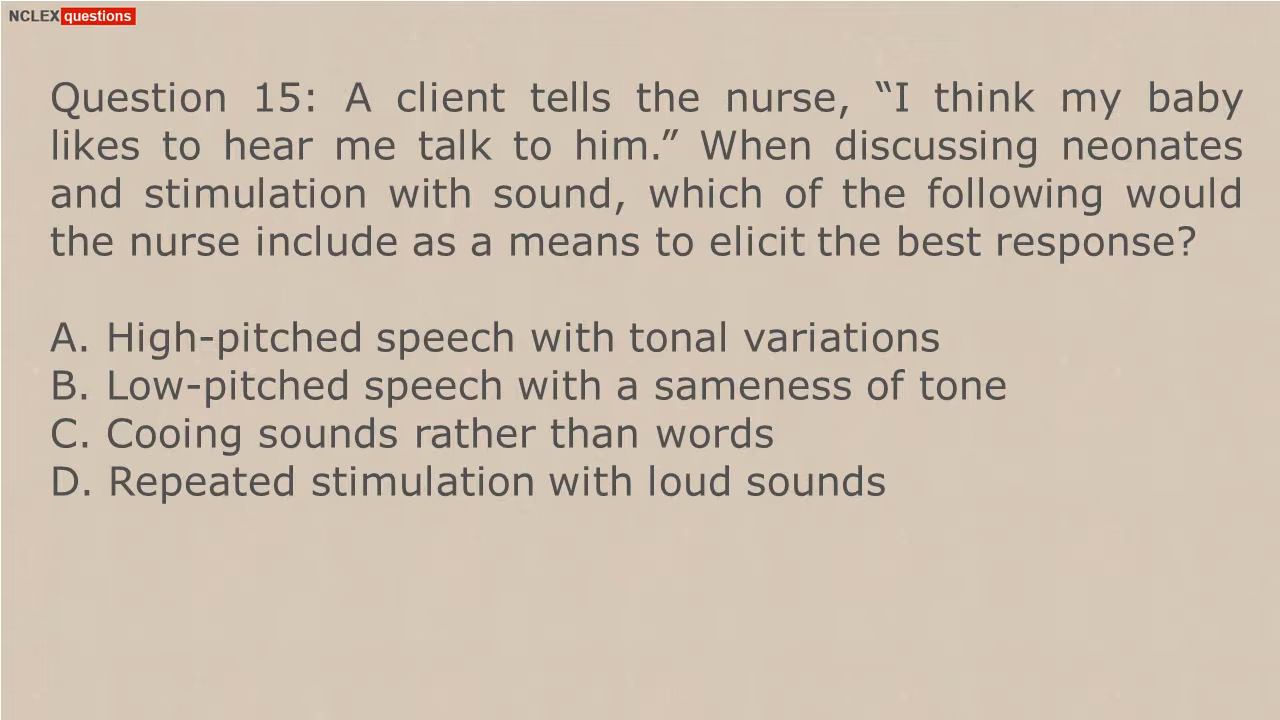 NCLEX questions
Question 15: A client tells the nurse, “I think my baby
likes to hear me talk to him.” When discussing neonates
and stimulation with sound, which of the following would
the nurse include as a means to elicit the best response?
A. High-pitched speech with tonal variations
B. Low-pitched speech with a sameness of tone
C. Cooing sounds rather than words
D. Repeated stimulation with loud sounds